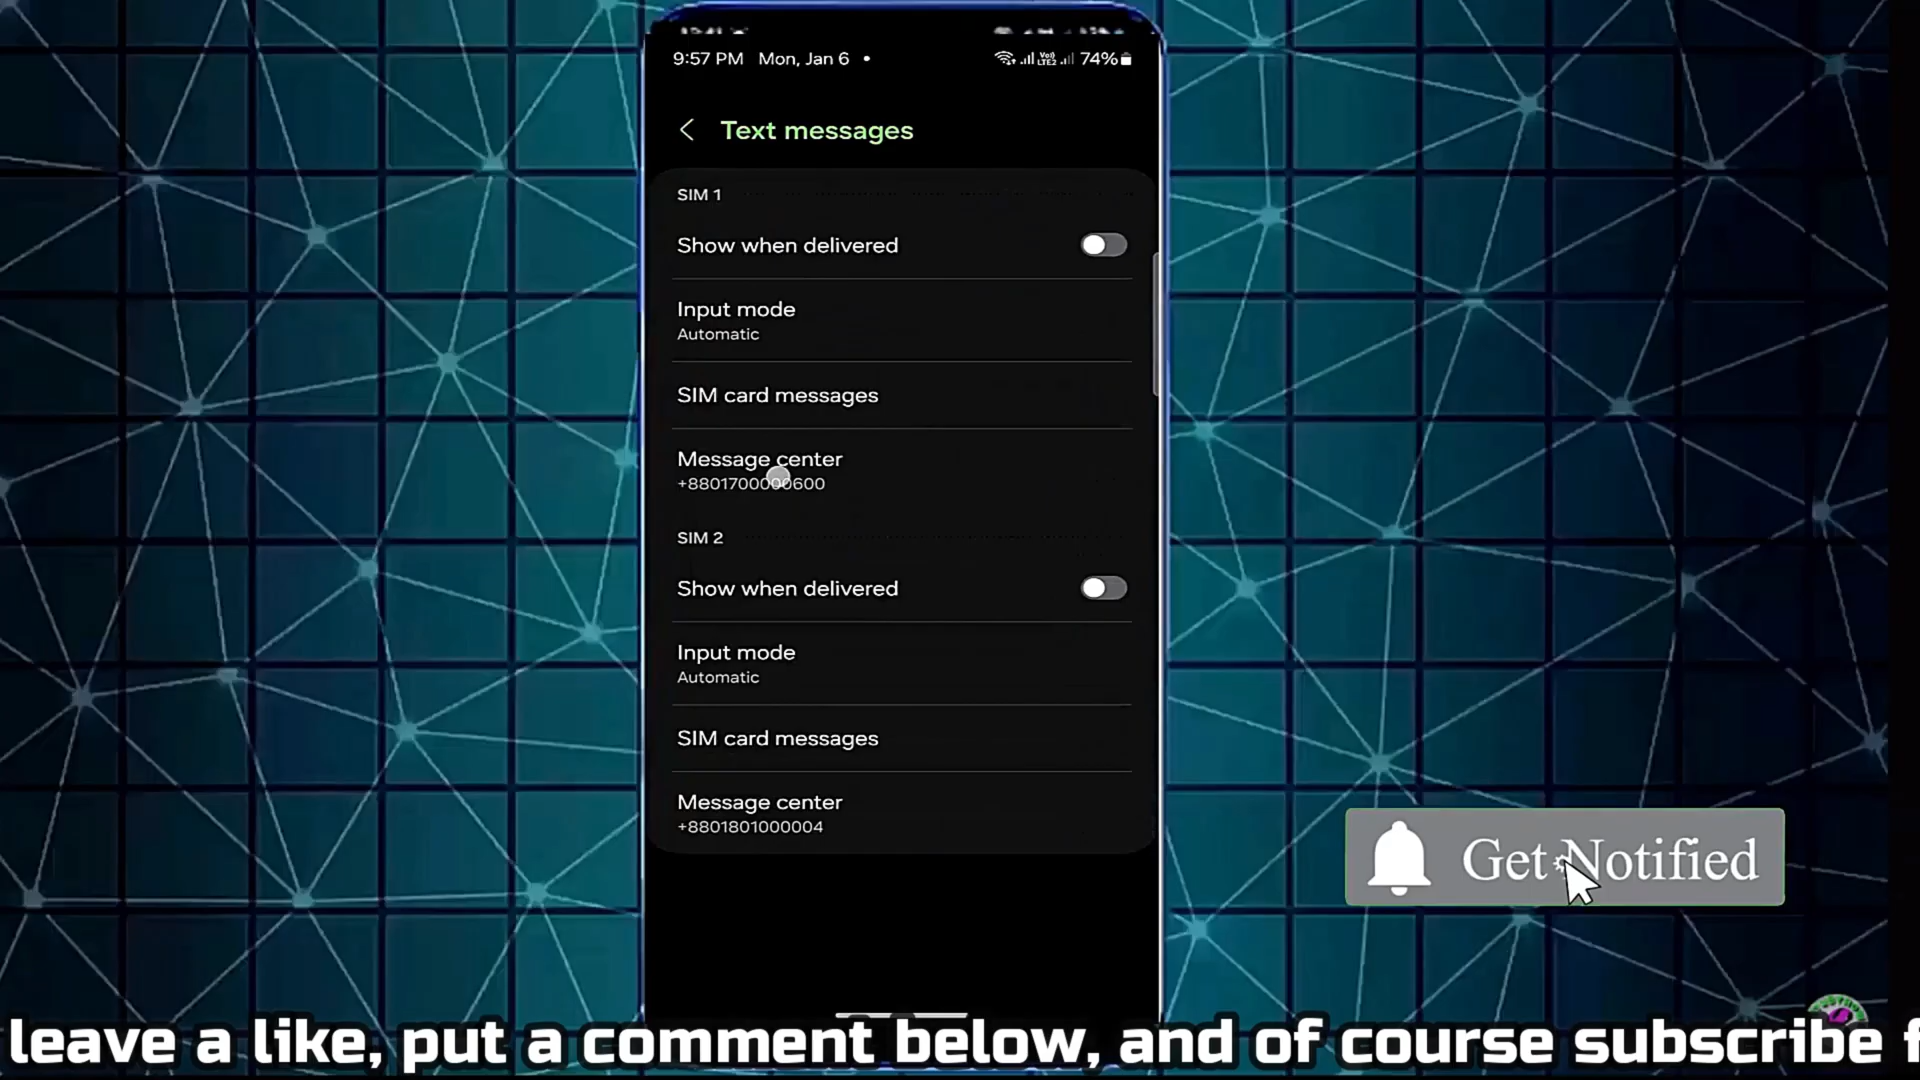 9:57 PM Mon, Jan 6 • Vo) LTE2 74%
Text messages
SIM 1
Show when delivered
Input mode
Automatic
SIM card messages
Message center
+8801700000600
SIM 2
Show when delivered
Input mode
Automatic
SIM card messages
Message center
+8801801000004
Get Notified
leave a like, put a comment below, and of course subscribe f